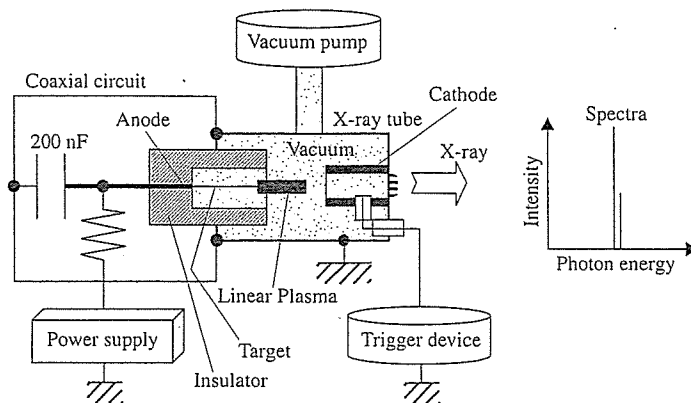 Vacuum pump
Coaxial circuit
200 nF
Anode
X-ray tube
Vacuum
Cathode
X-ray
Linear Plasma
Power supply
Target
Insulator
Trigger device
Spectra
Intensity
Photon energy